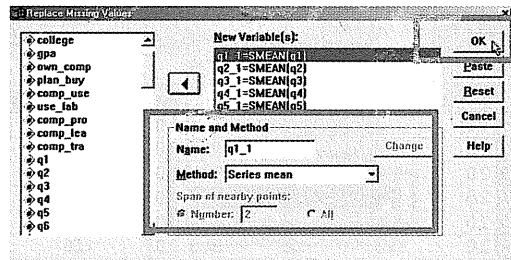 Replace Missing Values
college
gpa
own_comp
plan_buy
comp_use
use_lab
comp_pro
comp_lea
comp_tra
q1
q2
q3
q4
q5
q6
New Variable(s):
q1_1=SMEAN(q1)
q2_1=SMEAN(q2)
q3_1=SMEAN(q3)
q4_1=SMEAN(q4)
q5_1=SMEAN(q5)
Name and Method
Name: q1_1
Change
Method: Series mean
Span of nearby points:
Number: 2 All
OK
Paste
Reset
Cancel
Help